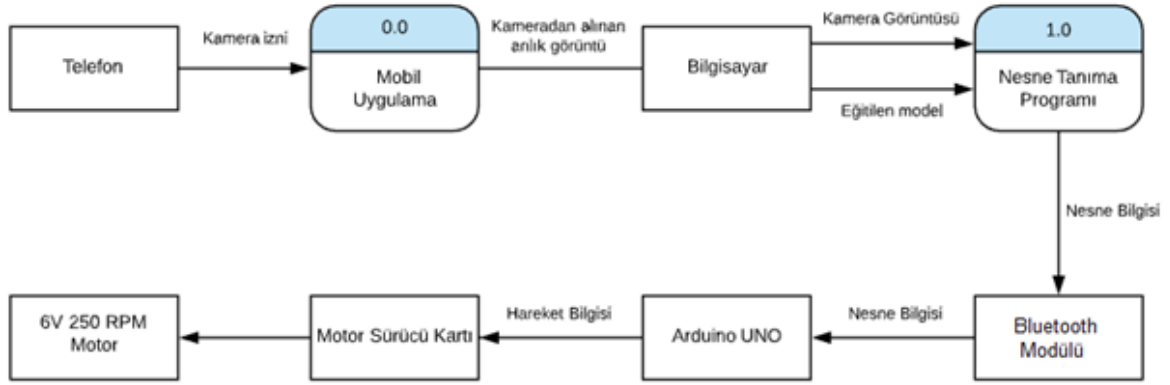 Telefon
Kamera izni
0.0
Mobil
Uygulama
Kameradan alınan
anlık görüntü
Bilgisayar
Kamera Görüntüsü
Eğitilen model
1.0
Nesne Tanıma
Programı
Nesne Bilgisi
6V 250 RPM
Motor
Motor Sürücü Kartı
Hareket Bilgisi
Arduino UNO
Nesne Bilgisi
Bluetooth
Modülü